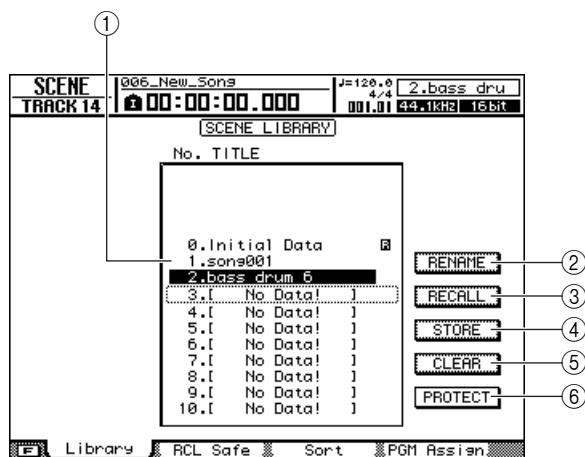 ①
SCENE
TRACK 14
006_New_Song
00:00:00.000
♩=120.0
4/4
001.01
2.bass dru
44.1kHz 16bit
SCENE LIBRARY
No. TITLE
0.Initial Data R
1.song001
2.bass drum 6
3.[ No Data! ]
4.[ No Data! ]
5.[ No Data! ]
6.[ No Data! ]
7.[ No Data! ]
8.[ No Data! ]
9.[ No Data! ]
10.[ No Data! ]
RENAME ②
RECALL ③
STORE ④
CLEAR ⑤
PROTECT ⑥
F Library RCL Safe Sort PGM Assign